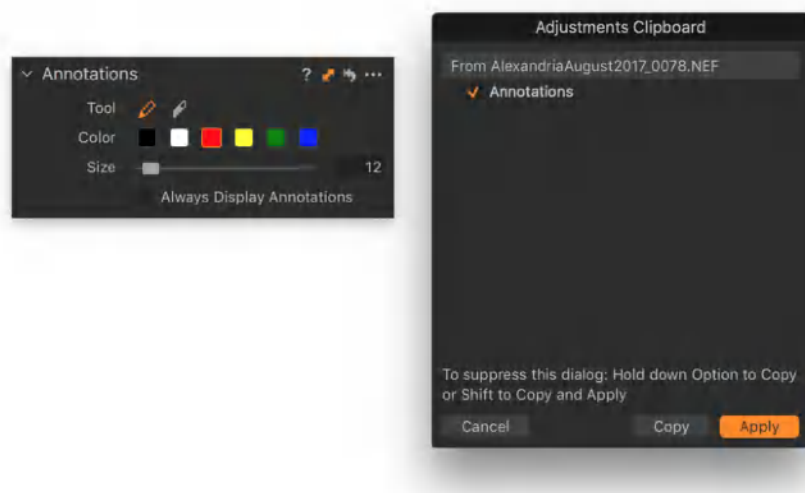 Annotations ? ...
Tool
Color
Size 12
Always Display Annotations
Adjustments Clipboard
From AlexandriaAugust2017_0078.NEF
Annotations
To suppress this dialog: Hold down Option to Copy
or Shift to Copy and Apply
Cancel Copy Apply